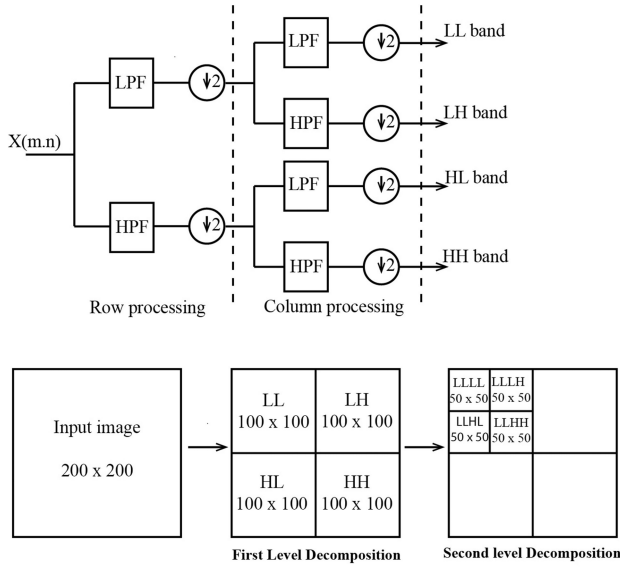 LPF
↓2
LL band
LPF
↓2
HPF
↓2
LH band
X(m.n)
LPF
↓2
HL band
HPF
↓2
HPF
↓2
HH band
Row processing
Column processing
Input image
200 x 200
LL
100 x 100
LH
100 x 100
HL
100 x 100
HH
100 x 100
LLLL
50 x 50
LLLH
50 x 50
LLHL
50 x 50
LLHH
50 x 50
First Level Decomposition
Second level Decomposition